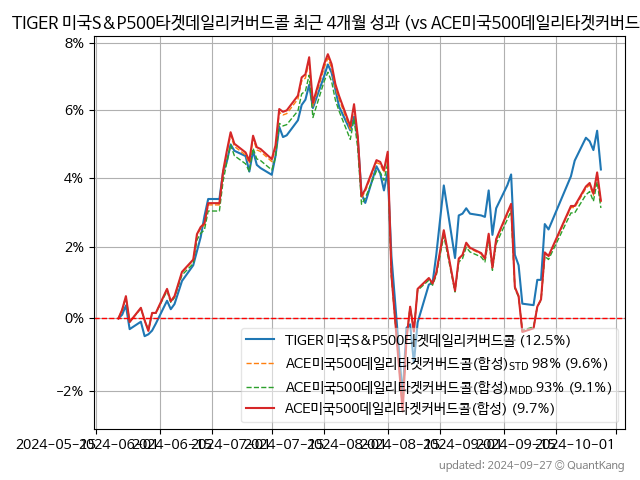 TIGER 미국S&P500타겟데일리커버드콜 최근 4개월 성과 (vs ACE미국500데일리타겟커버드
8%
6%
4%
2%
0%
−2%
TIGER 미국S&P500타겟데일리커버드콜 (12.5%)
ACE미국500데일리타겟커버드콜(합성)STD 98% (9.6%)
ACE미국500데일리타겟커버드콜(합성)MDD 93% (9.1%)
ACE미국500데일리타겟커버드콜(합성) (9.7%)
2024-05-15 2024-06-01 2024-06-15 2024-07-01 2024-07-15 2024-08-01 2024-08-15 2024-09-01 2024-09-15 2024-10-01
updated: 2024-09-27 © QuantKang